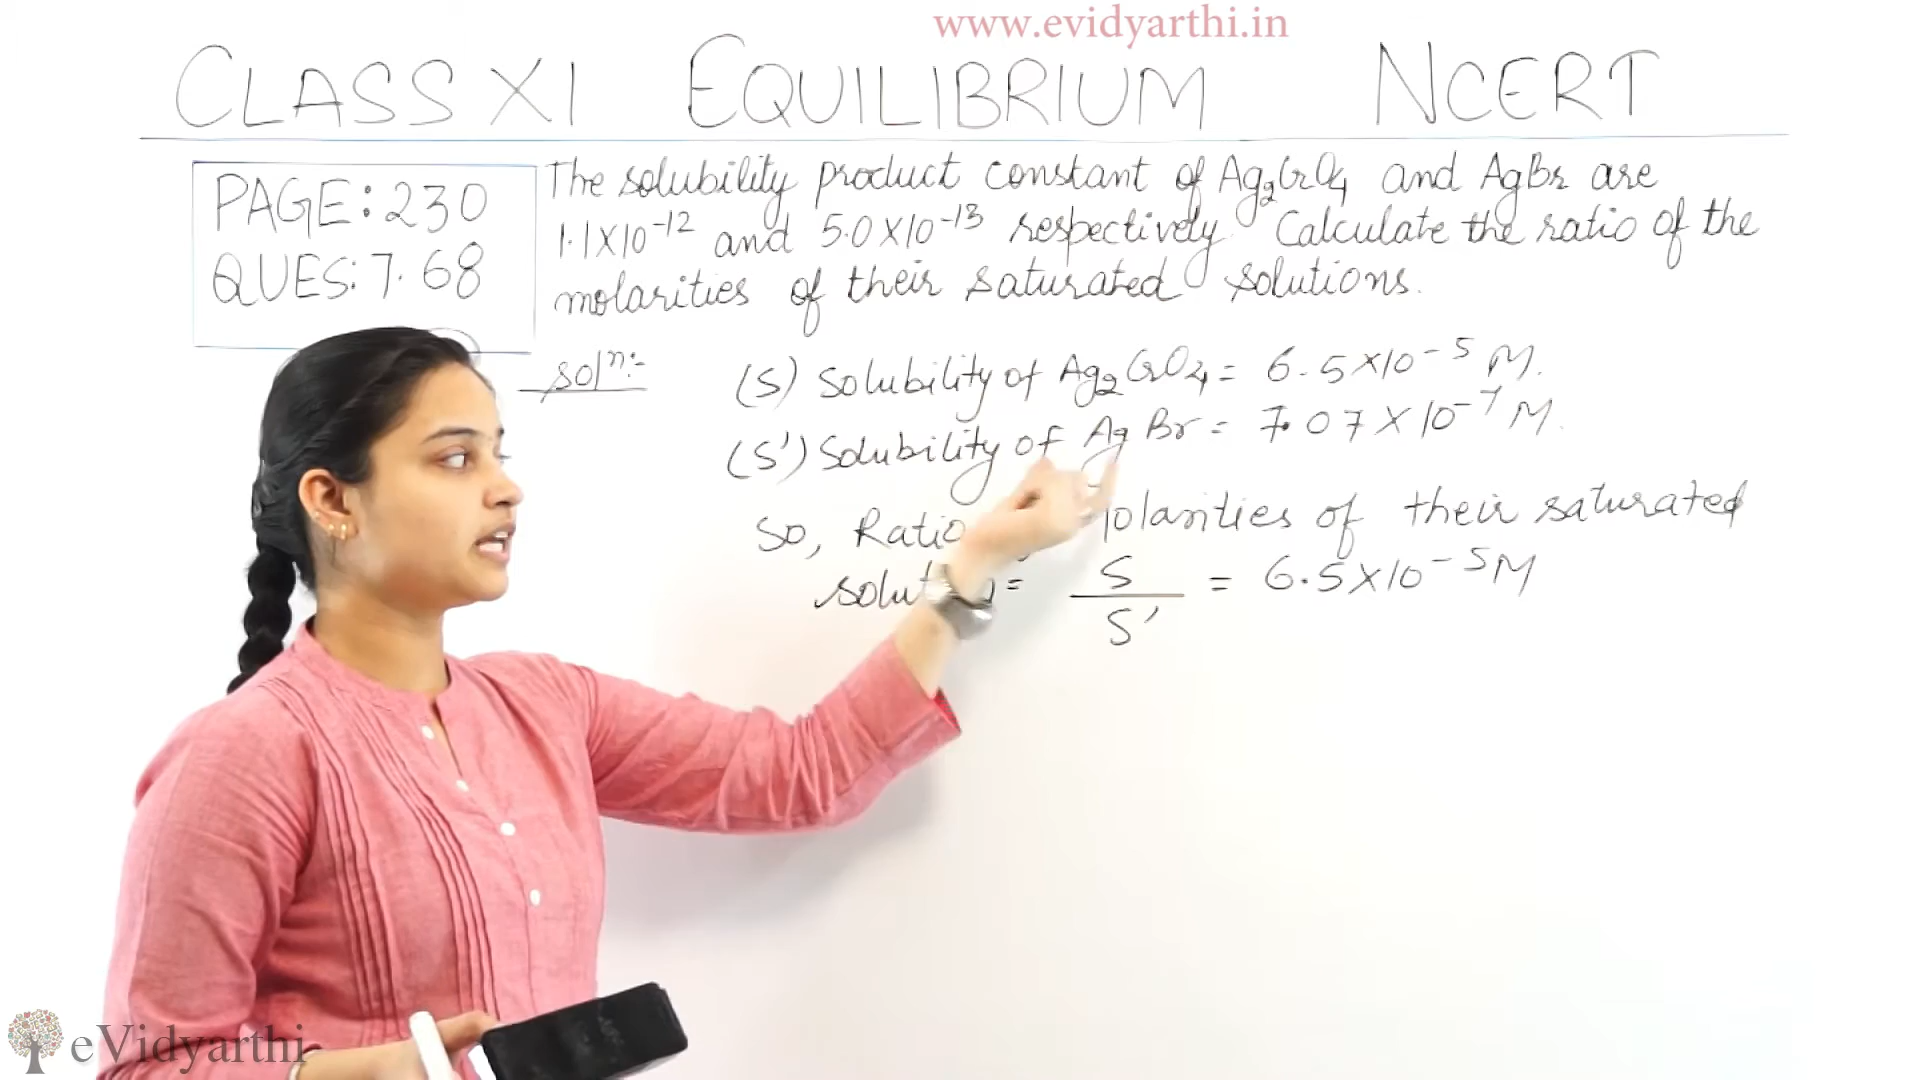 www.evidyarthi.in
CLASS XI EQUILIBRIUM NCERT
PAGE: 230
QUES: 7.68
The solubility product constant of Ag₂CrO₄ and AgBr are
1.1×10⁻¹² and 5.0×10⁻¹³ respectively. Calculate the ratio of the
molarities of their saturated solutions.
Solⁿ:-
(S) Solubility of Ag₂CrO₄ = 6.5×10⁻⁵ M.
(S') Solubility of AgBr = 7.07×10⁻⁷ M.
So, Ratio olarities of their saturated
solut = S/S' = 6.5×10⁻⁵M
eVidyarthi